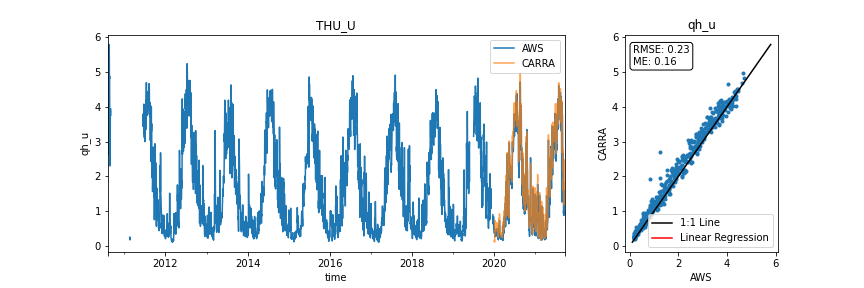 THU_U
qh_u
6
5
4
3
2
1
0
qh_u
2012
2014
2016
2018
2020
time
AWS
CARRA
qh_u
6
5
4
3
2
1
0
CARRA
RMSE: 0.23
ME: 0.16
1:1 Line
Linear Regression
0
2
4
6
AWS